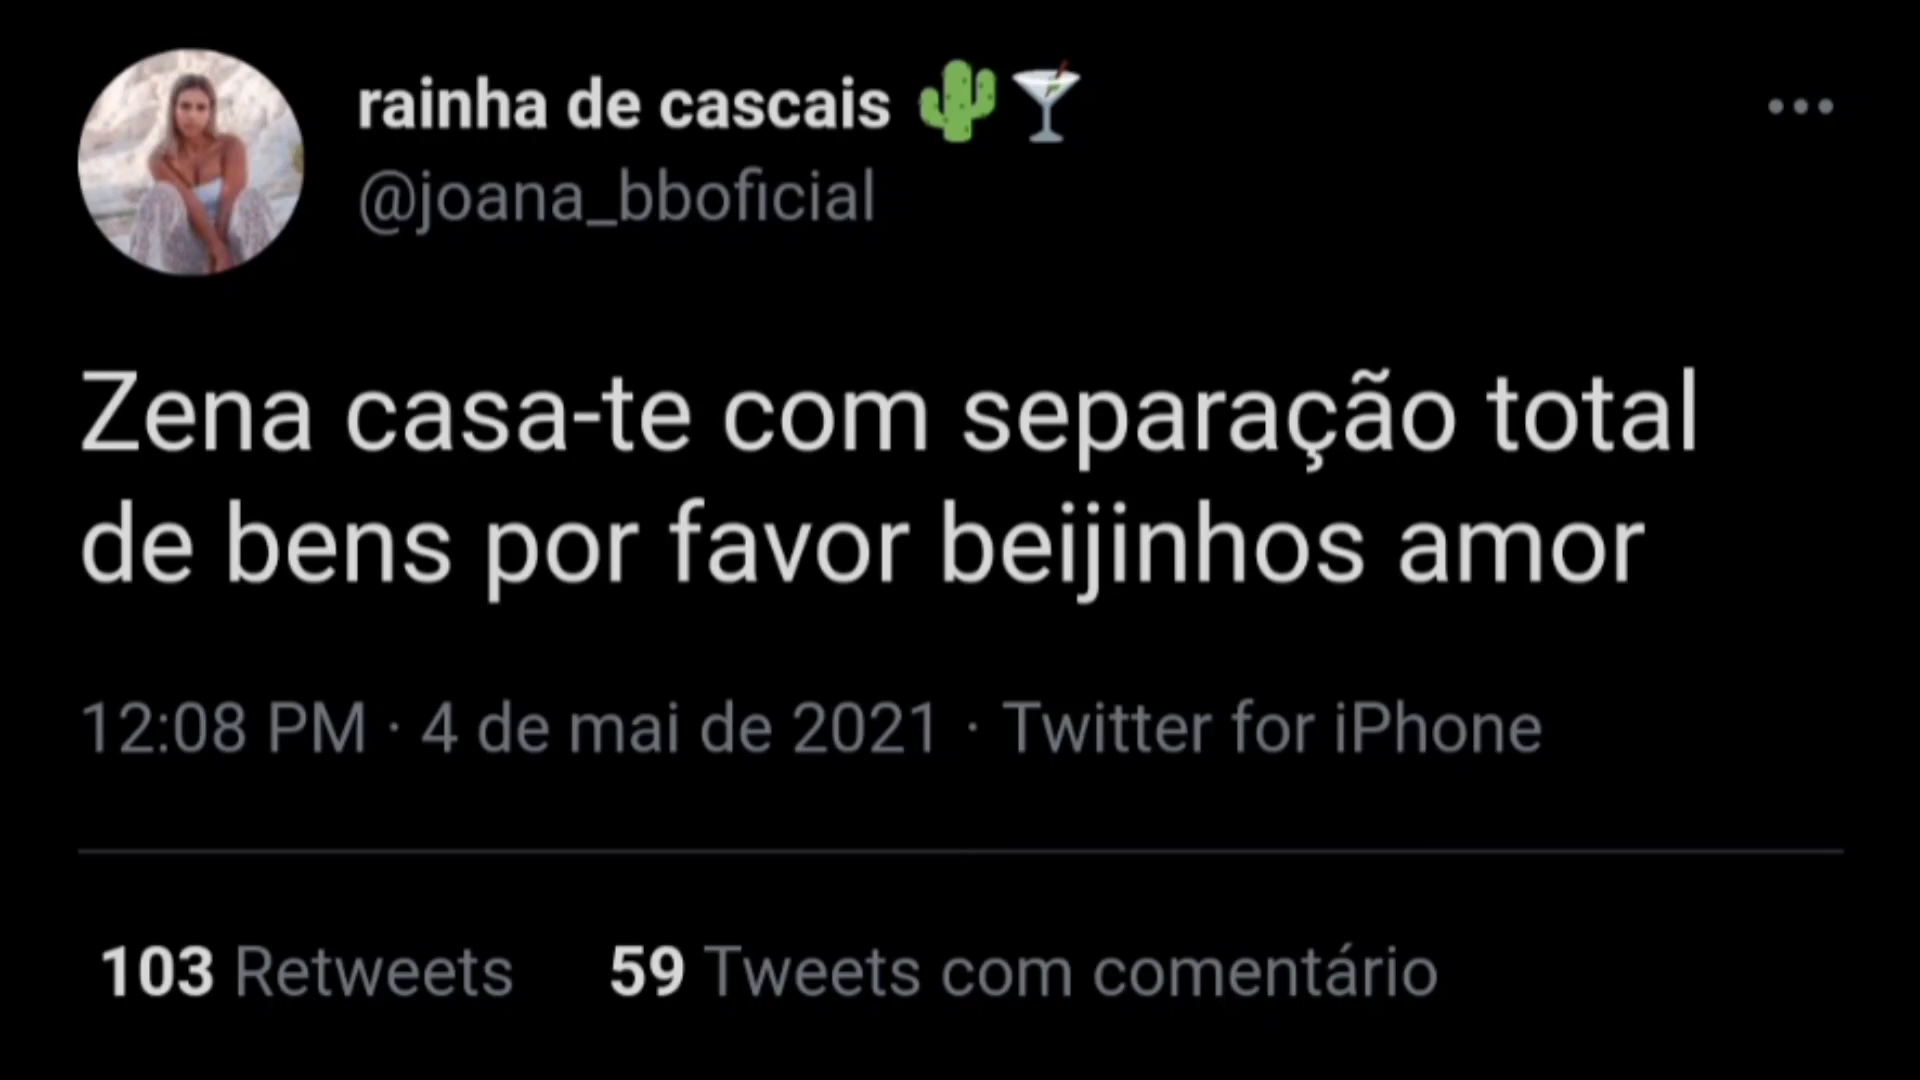 rainha de cascais 🌵🍸
@joana_bboficial
Zena casa-te com separação total
de bens por favor beijinhos amor
12:08 PM · 4 de mai de 2021 · Twitter for iPhone
103 Retweets 59 Tweets com comentário